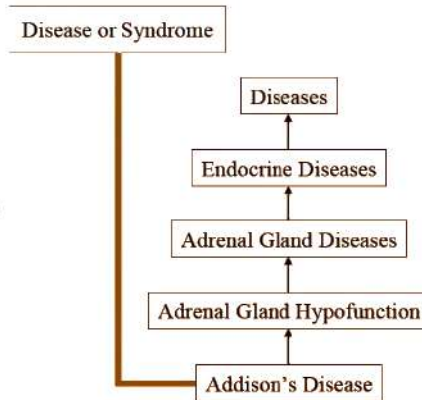 Disease or Syndrome
Diseases
Endocrine Diseases
Adrenal Gland Diseases
Adrenal Gland Hypofunction
Addison's Disease